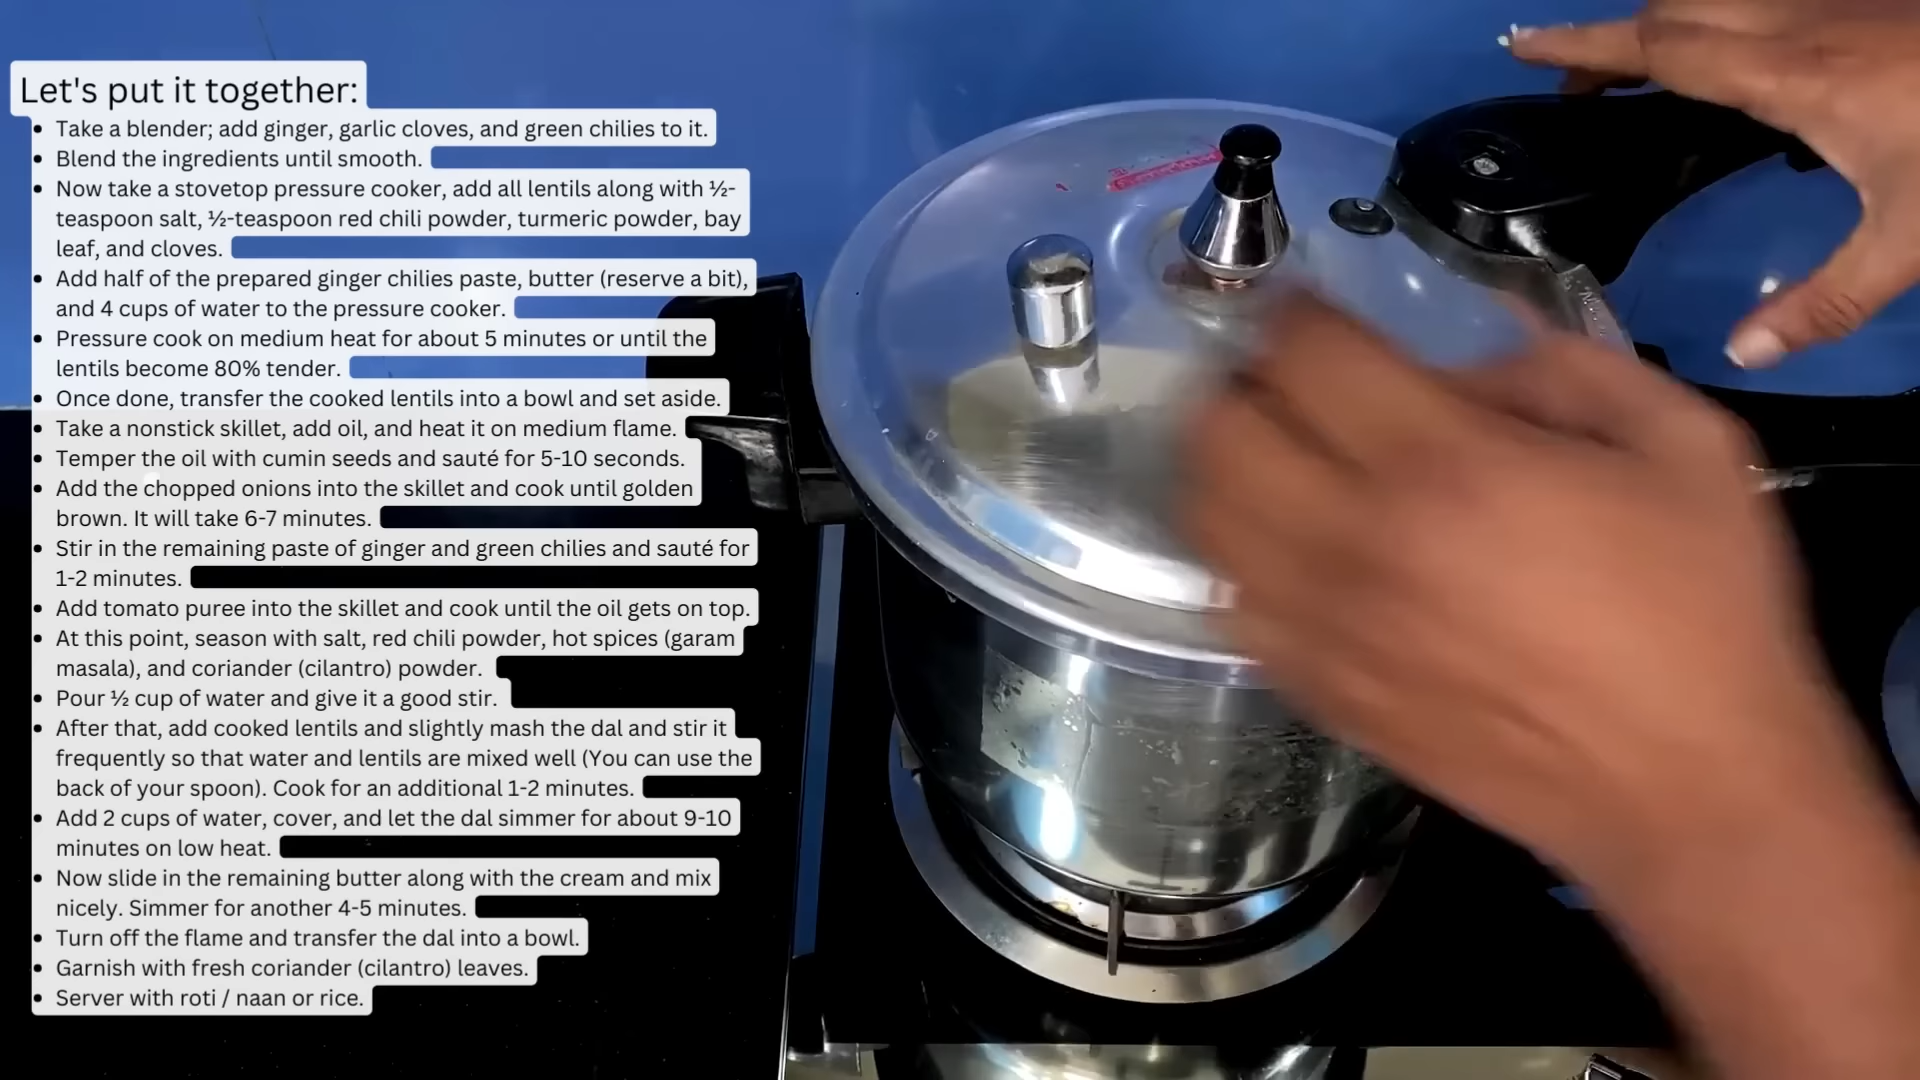 Let's put it together:
• Take a blender; add ginger, garlic cloves, and green chilies to it.
• Blend the ingredients until smooth.
• Now take a stovetop pressure cooker, add all lentils along with ½-
teaspoon salt, ½-teaspoon red chili powder, turmeric powder, bay
leaf, and cloves.
• Add half of the prepared ginger chilies paste, butter (reserve a bit),
and 4 cups of water to the pressure cooker.
• Pressure cook on medium heat for about 5 minutes or until the
lentils become 80% tender.
• Once done, transfer the cooked lentils into a bowl and set aside.
• Take a nonstick skillet, add oil, and heat it on medium flame.
• Temper the oil with cumin seeds and sauté for 5-10 seconds.
• Add the chopped onions into the skillet and cook until golden
brown. It will take 6-7 minutes.
• Stir in the remaining paste of ginger and green chilies and sauté for
1-2 minutes.
• Add tomato puree into the skillet and cook until the oil gets on top.
• At this point, season with salt, red chili powder, hot spices (garam
masala), and coriander (cilantro) powder.
• Pour ½ cup of water and give it a good stir.
• After that, add cooked lentils and slightly mash the dal and stir it
frequently so that water and lentils are mixed well (You can use the
back of your spoon). Cook for an additional 1-2 minutes.
• Add 2 cups of water, cover, and let the dal simmer for about 9-10
minutes on low heat.
• Now slide in the remaining butter along with the cream and mix
nicely. Simmer for another 4-5 minutes.
• Turn off the flame and transfer the dal into a bowl.
• Garnish with fresh coriander (cilantro) leaves.
• Server with roti / naan or rice.